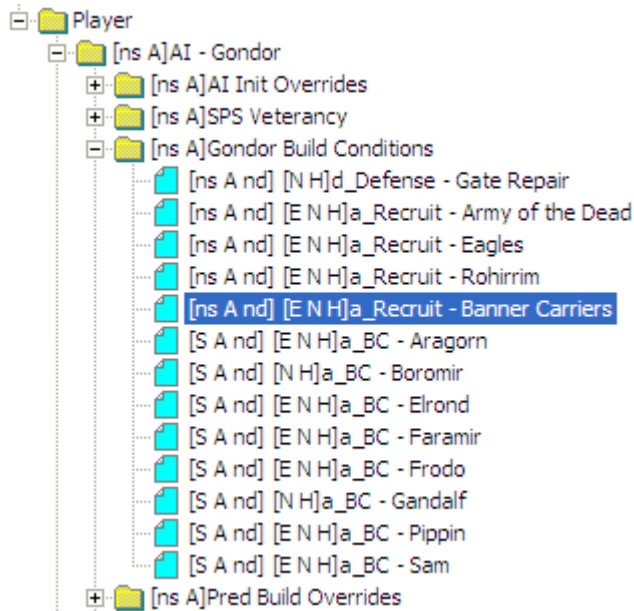 Player
[ns A]AI - Gondor
[ns A]AI Init Overrides
[ns A]SPS Veterancy
[ns A]Gondor Build Conditions
[ns A nd] [N H]d_Defense - Gate Repair
[ns A nd] [E N H]a_Recruit - Army of the Dead
[ns A nd] [E N H]a_Recruit - Eagles
[ns A nd] [E N H]a_Recruit - Rohirrim
[ns A nd] [E N H]a_Recruit - Banner Carriers
[S A nd] [E N H]a_BC - Aragorn
[S A nd] [N H]a_BC - Boromir
[S A nd] [E N H]a_BC - Elrond
[S A nd] [E N H]a_BC - Faramir
[S A nd] [E N H]a_BC - Frodo
[S A nd] [N H]a_BC - Gandalf
[S A nd] [E N H]a_BC - Pippin
[S A nd] [E N H]a_BC - Sam
[ns A]Pred Build Overrides